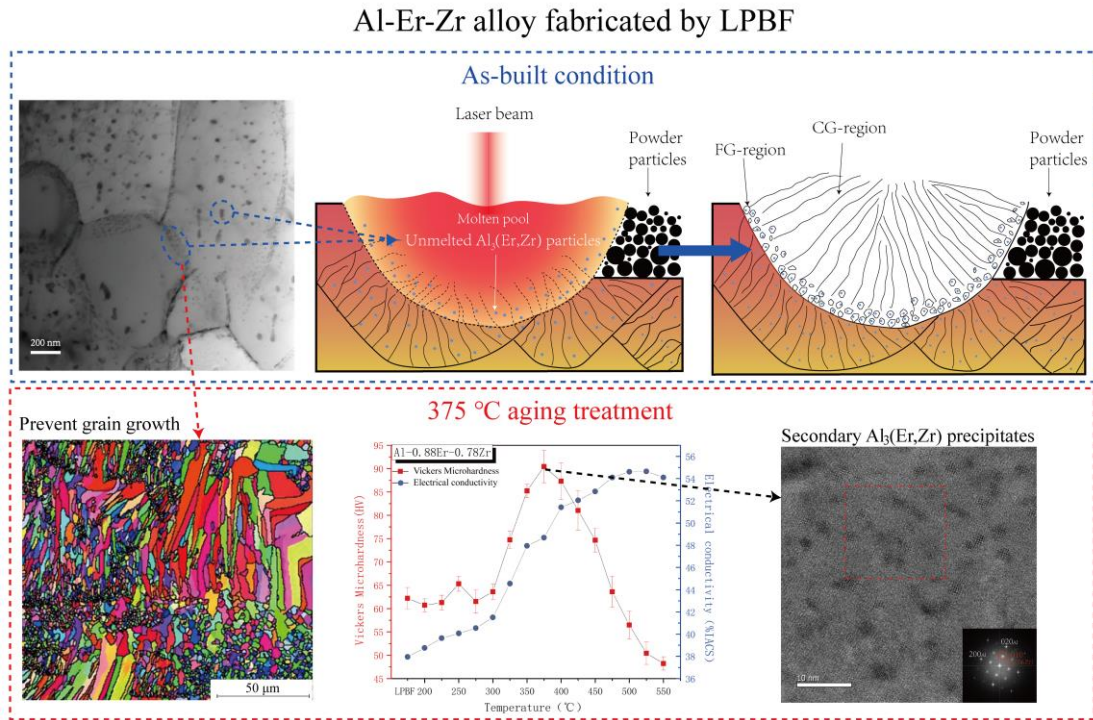 Al-Er-Zr alloy fabricated by LPBF
As-built condition
200 nm
Laser beam
Powder
particles
Molten pool
Unmelted Al₃(Er,Zr) particles
FG-region
CG-region
Powder
particles
375 ℃ aging treatment
Prevent grain growth
50 μm
Al-0.88Er-0.78Zr
Vickers Microhardness
Electrical conductivity
Vickers Microhardness(HV)
95
90
85
80
75
70
65
60
55
50
45
Electrical conductivity (%IACS)
56
54
52
50
48
46
44
42
40
38
36
LPBF 200 250 300 350 400 450 500 550
Temperature (℃)
Secondary Al₃(Er,Zr) precipitates
10 nm
020
200